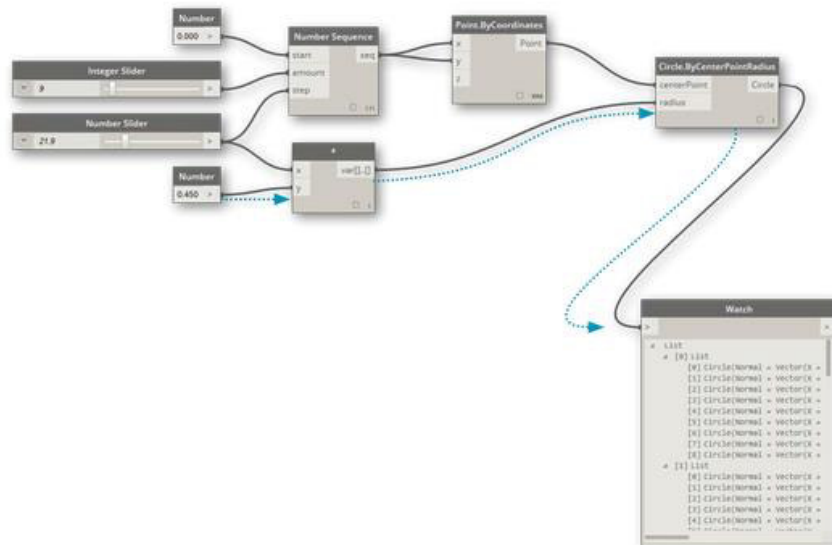 Number
0.000 >
Number Sequence
start seq
amount
step
Point.ByCoordinates
x Point
y
z
Circle.ByCenterPointRadius
centerPoint Circle
radius
Integer Slider
9 >
Number Slider
21.9 >
Number
0.450 >
x var[]..[]
y
Watch
> >
List
[0] List
[0] Circle(Normal = Vector(X =
[1] Circle(Normal = Vector(X =
[2] Circle(Normal = Vector(X =
[3] Circle(Normal = Vector(X =
[4] Circle(Normal = Vector(X =
[5] Circle(Normal = Vector(X =
[6] Circle(Normal = Vector(X =
[7] Circle(Normal = Vector(X =
[8] Circle(Normal = Vector(X =
[1] List
[0] Circle(Normal = Vector(X =
[1] Circle(Normal = Vector(X =
[2] Circle(Normal = Vector(X =
[3] Circle(Normal = Vector(X =
[4] Circle(Normal = Vector(X =